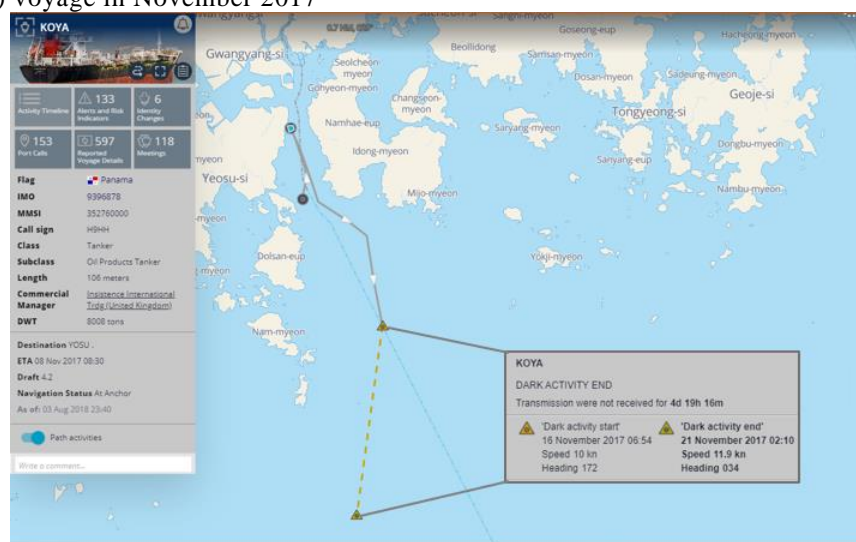 ) voyage in November 2017
KOYA
Activity Timeline
133
Alerts and Risk
Indicators
6
Identity
Changes
153
Port Calls
597
Reported
Voyage Details
118
Meetings
Flag Panama
IMO 9396878
MMSI 352760000
Call sign H9HH
Class Tanker
Subclass Oil Products Tanker
Length 106 meters
Commercial Insistence International
Manager Trdg (United Kingdom)
DWT 8008 tons
Destination YOSU .
ETA 08 Nov 2017 08:30
Draft 4.2
Navigation Status At Anchor
As of: 03 Aug 2018 23:40
Path activities
Write a comment...
Gwangyang-si
Seolcheon-
myeon
Gohyeon-myeon
Changseon-
myeon
Namhae-eup
Idong-myeon
Yeosu-si
Mijo-myeon
Dolsan-eup
Nam-myeon
Beollidong
Samsan-myeon
Goseong-eup
Hacheong-myeon
Dosan-myeon
Sadeung-myeon
Geoje-si
Tongyeong-si
Saryang-myeon
Sanyang-eup
Dongbu-myeon
Nambu-myeon
Yokji-myeon
KOYA
DARK ACTIVITY END
Transmission were not received for 4d 19h 16m
'Dark activity start' 'Dark activity end'
16 November 2017 06:54 21 November 2017 02:10
Speed 10 kn Speed 11.9 kn
Heading 172 Heading 034